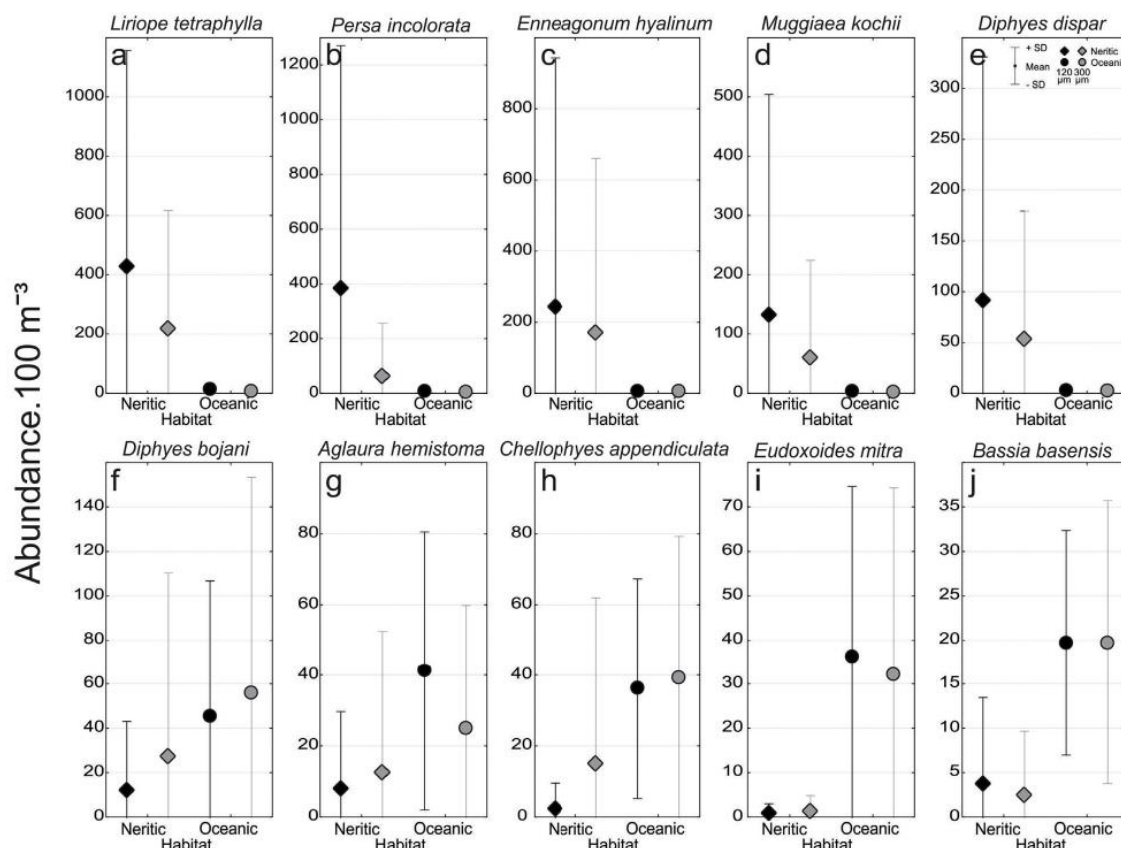 Liriope tetraphylla
Persa incolorata
Enneagonum hyalinum
Muggiaea kochii
Diphyes dispar
a
1000
800
600
400
200
0
Neritic
Oceanic
Habitat
b
1200
1000
800
600
400
200
0
Neritic
Oceanic
Habitat
c
800
600
400
200
0
Neritic
Oceanic
Habitat
d
500
400
300
200
100
0
Neritic
Oceanic
Habitat
e
+ SD
Mean
- SD
120 µm
300 µm
Neritic
Oceanic
300
250
200
150
100
50
0
Neritic
Oceanic
Habitat
Abundance.100 m⁻³
Diphyes bojani
Aglaura hemistoma
Chellophyes appendiculata
Eudoxoides mitra
Bassia basensis
f
140
120
100
80
60
40
20
0
Neritic
Oceanic
Habitat
g
80
60
40
20
0
Neritic
Oceanic
Habitat
h
80
60
40
20
0
Neritic
Oceanic
Habitat
i
70
60
50
40
30
20
10
0
Neritic
Oceanic
Habitat
j
35
30
25
20
15
10
5
0
Neritic
Oceanic
Habitat